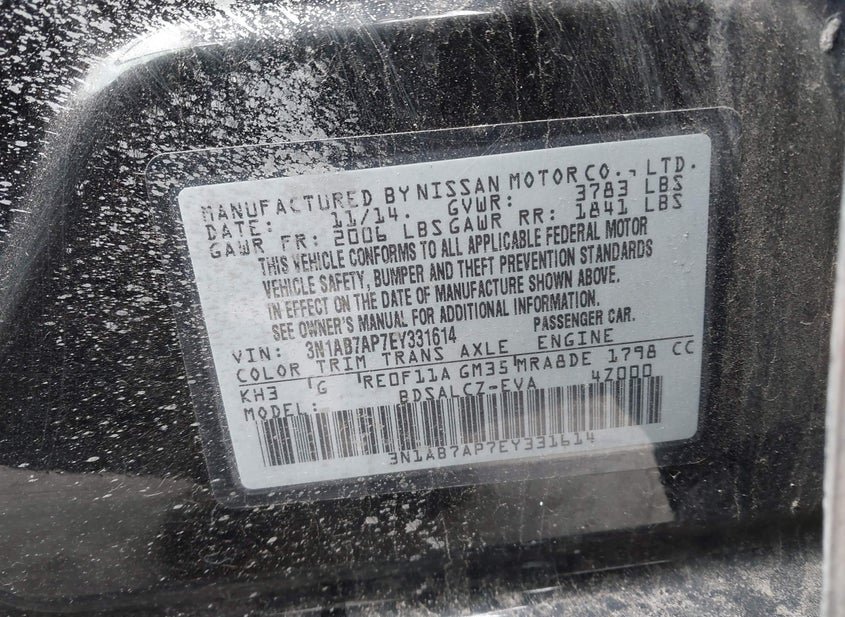 MANUFACTURED BY NISSAN MOTOR CO., LTD.
DATE: 11/14. GVWR: 3783 LBS
GAWR FR: 2006 LBS GAWR RR: 1841 LBS
THIS VEHICLE CONFORMS TO ALL APPLICABLE FEDERAL MOTOR
VEHICLE SAFETY, BUMPER AND THEFT PREVENTION STANDARDS
IN EFFECT ON THE DATE OF MANUFACTURE SHOWN ABOVE.
SEE OWNER'S MANUAL FOR ADDITIONAL INFORMATION.
VIN: 3N1AB7AP7EY331614 PASSENGER CAR.
COLOR TRIM TRANS AXLE ENGINE
KH3 G RE0F11A GM35 MRA8DE 1798 CC
MODEL: BDSALCZ-EVA 4Z000
3N1AB7AP7EY331614